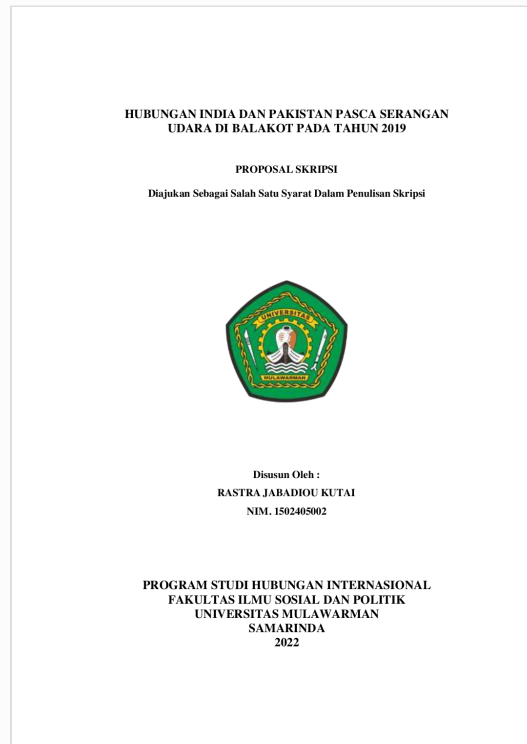 HUBUNGAN INDIA DAN PAKISTAN PASCA SERANGAN
UDARA DI BALAKOT PADA TAHUN 2019
PROPOSAL SKRIPSI
Diajukan Sebagai Salah Satu Syarat Dalam Penulisan Skripsi
UNIVERSITAS
MULAWARMAN
Disusun Oleh :
RASTRA JABADIOU KUTAI
NIM. 1502405002
PROGRAM STUDI HUBUNGAN INTERNASIONAL
FAKULTAS ILMU SOSIAL DAN POLITIK
UNIVERSITAS MULAWARMAN
SAMARINDA
2022